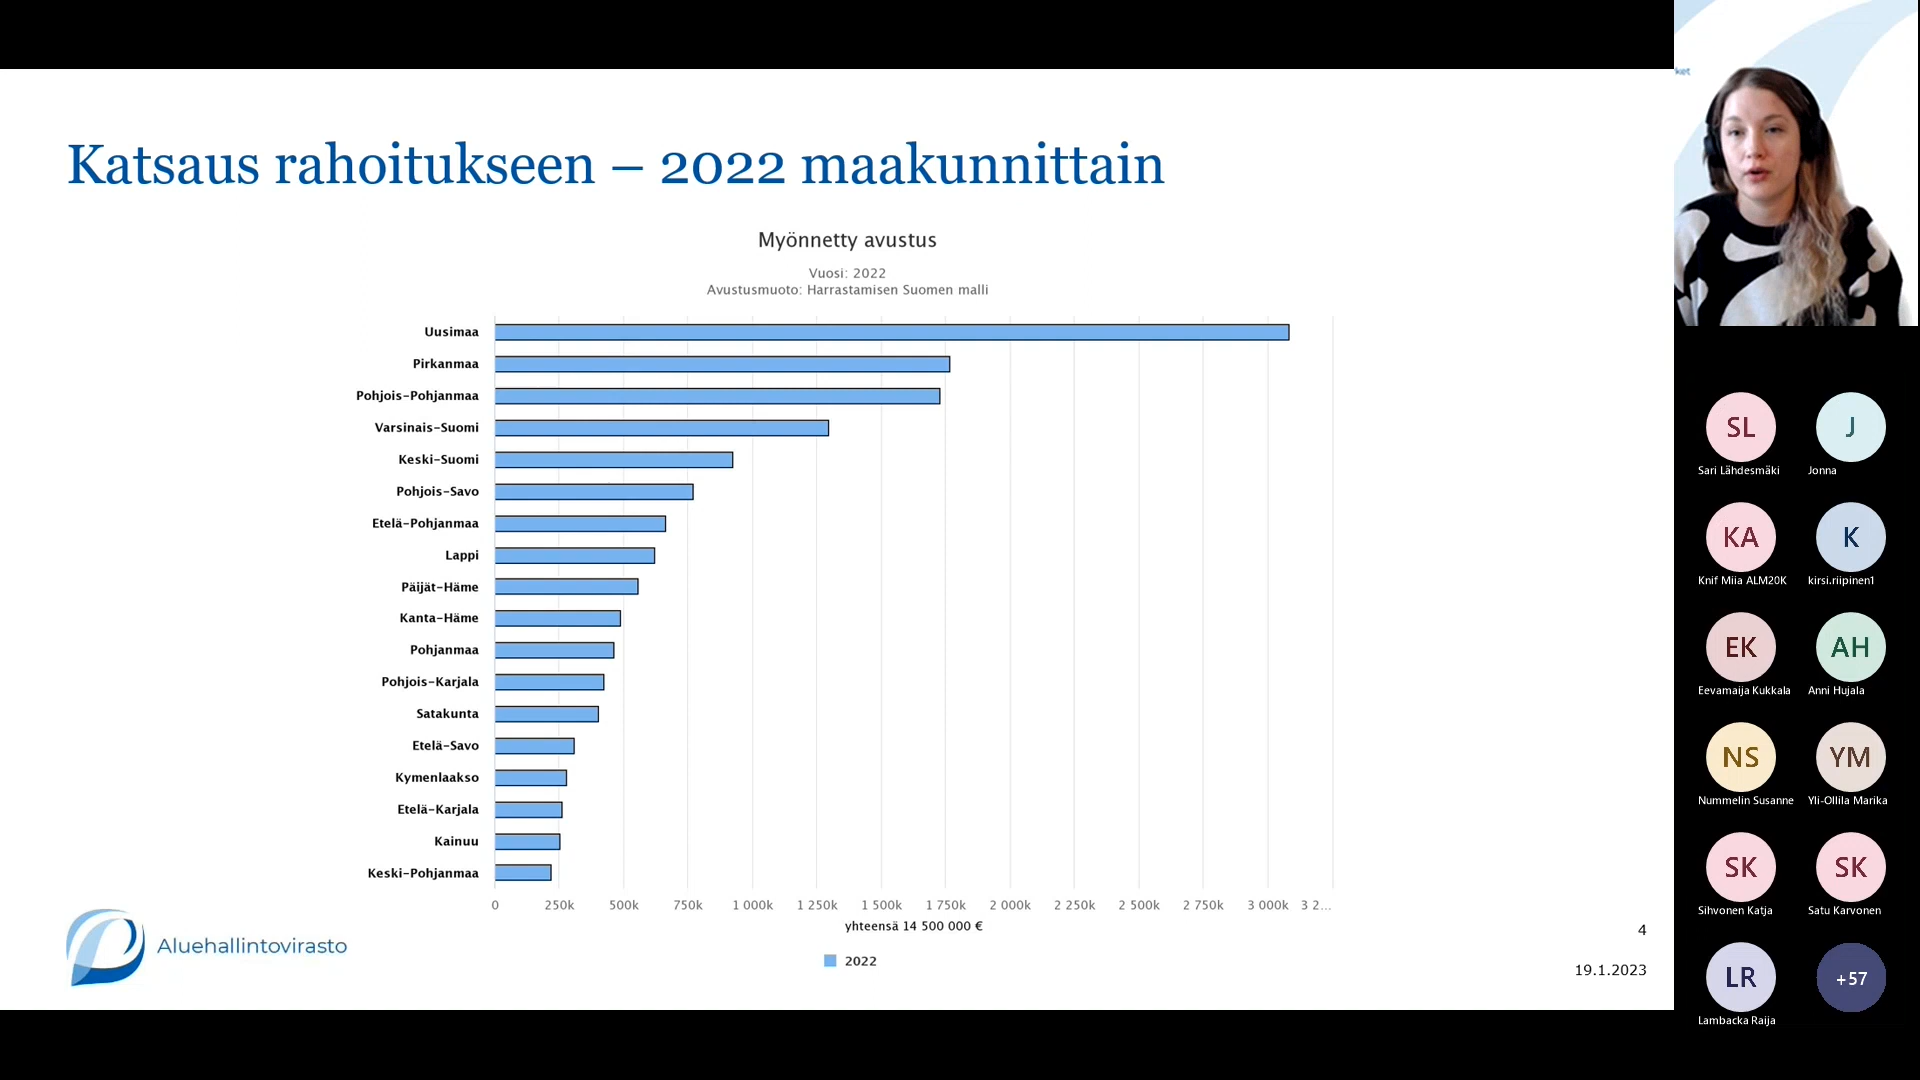 Katsaus rahoitukseen – 2022 maakunnittain
Myönnetty avustus
Vuosi: 2022
Avustusmuoto: Harrastamisen Suomen malli
Uusimaa
Pirkanmaa
Pohjois-Pohjanmaa
Varsinais-Suomi
Keski-Suomi
Pohjois-Savo
Etelä-Pohjanmaa
Lappi
Päijät-Häme
Kanta-Häme
Pohjanmaa
Pohjois-Karjala
Satakunta
Etelä-Savo
Kymenlaakso
Etelä-Karjala
Kainuu
Keski-Pohjanmaa
0 250k 500k 750k 1 000k 1 250k 1 500k 1 750k 2 000k 2 250k 2 500k 2 750k 3 000k 3 2...
yhteensä 14 500 000 €
2022
Aluehallintovirasto
4
19.1.2023
ket
SL J
Sari Lähdesmäki Jonna
KA K
Knif Miia ALM20K kirsi.riipinen1
EK AH
Eevamaija Kukkala Anni Hujala
NS YM
Nummelin Susanne Yli-Ollila Marika
SK SK
Sihvonen Katja Satu Karvonen
LR +57
Lambacka Raija